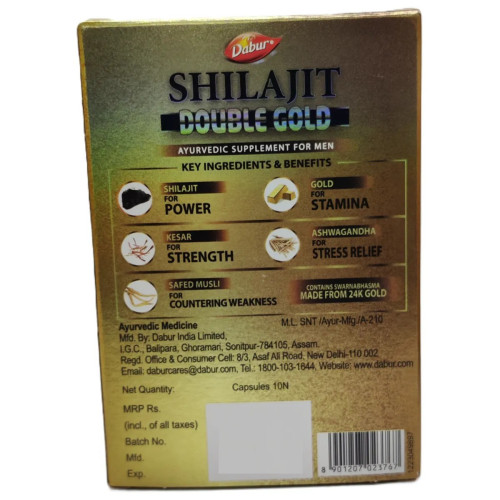 Dabur
SHILAJIT
DOUBLE GOLD
AYURVEDIC SUPPLEMENT FOR MEN
KEY INGREDIENTS & BENEFITS
SHILAJIT
FOR
POWER
GOLD
FOR
STAMINA
KESAR
FOR
STRENGTH
ASHWAGANDHA
FOR
STRESS RELIEF
SAFED MUSLI
FOR
COUNTERING WEAKNESS
CONTAINS SWARNABHASMA
MADE FROM 24K GOLD
Ayurvedic Medicine
M.L. SNT /Ayur-Mfg./A-210
Mfd. By: Dabur India Limited,
I.G.C., Balipara, Ghoramari, Sonitpur-784105, Assam.
Regd. Office & Consumer Cell: 8/3, Asaf Ali Road, New Delhi-110 002
Email: daburcares@dabur.com, Tel.: 1800-103-1644, Website: www.dabur.com
Net Quantity: Capsules 10N
MRP Rs.
(incl., of all taxes)
Batch No.
Mfd.
Exp.
8 901207 023767